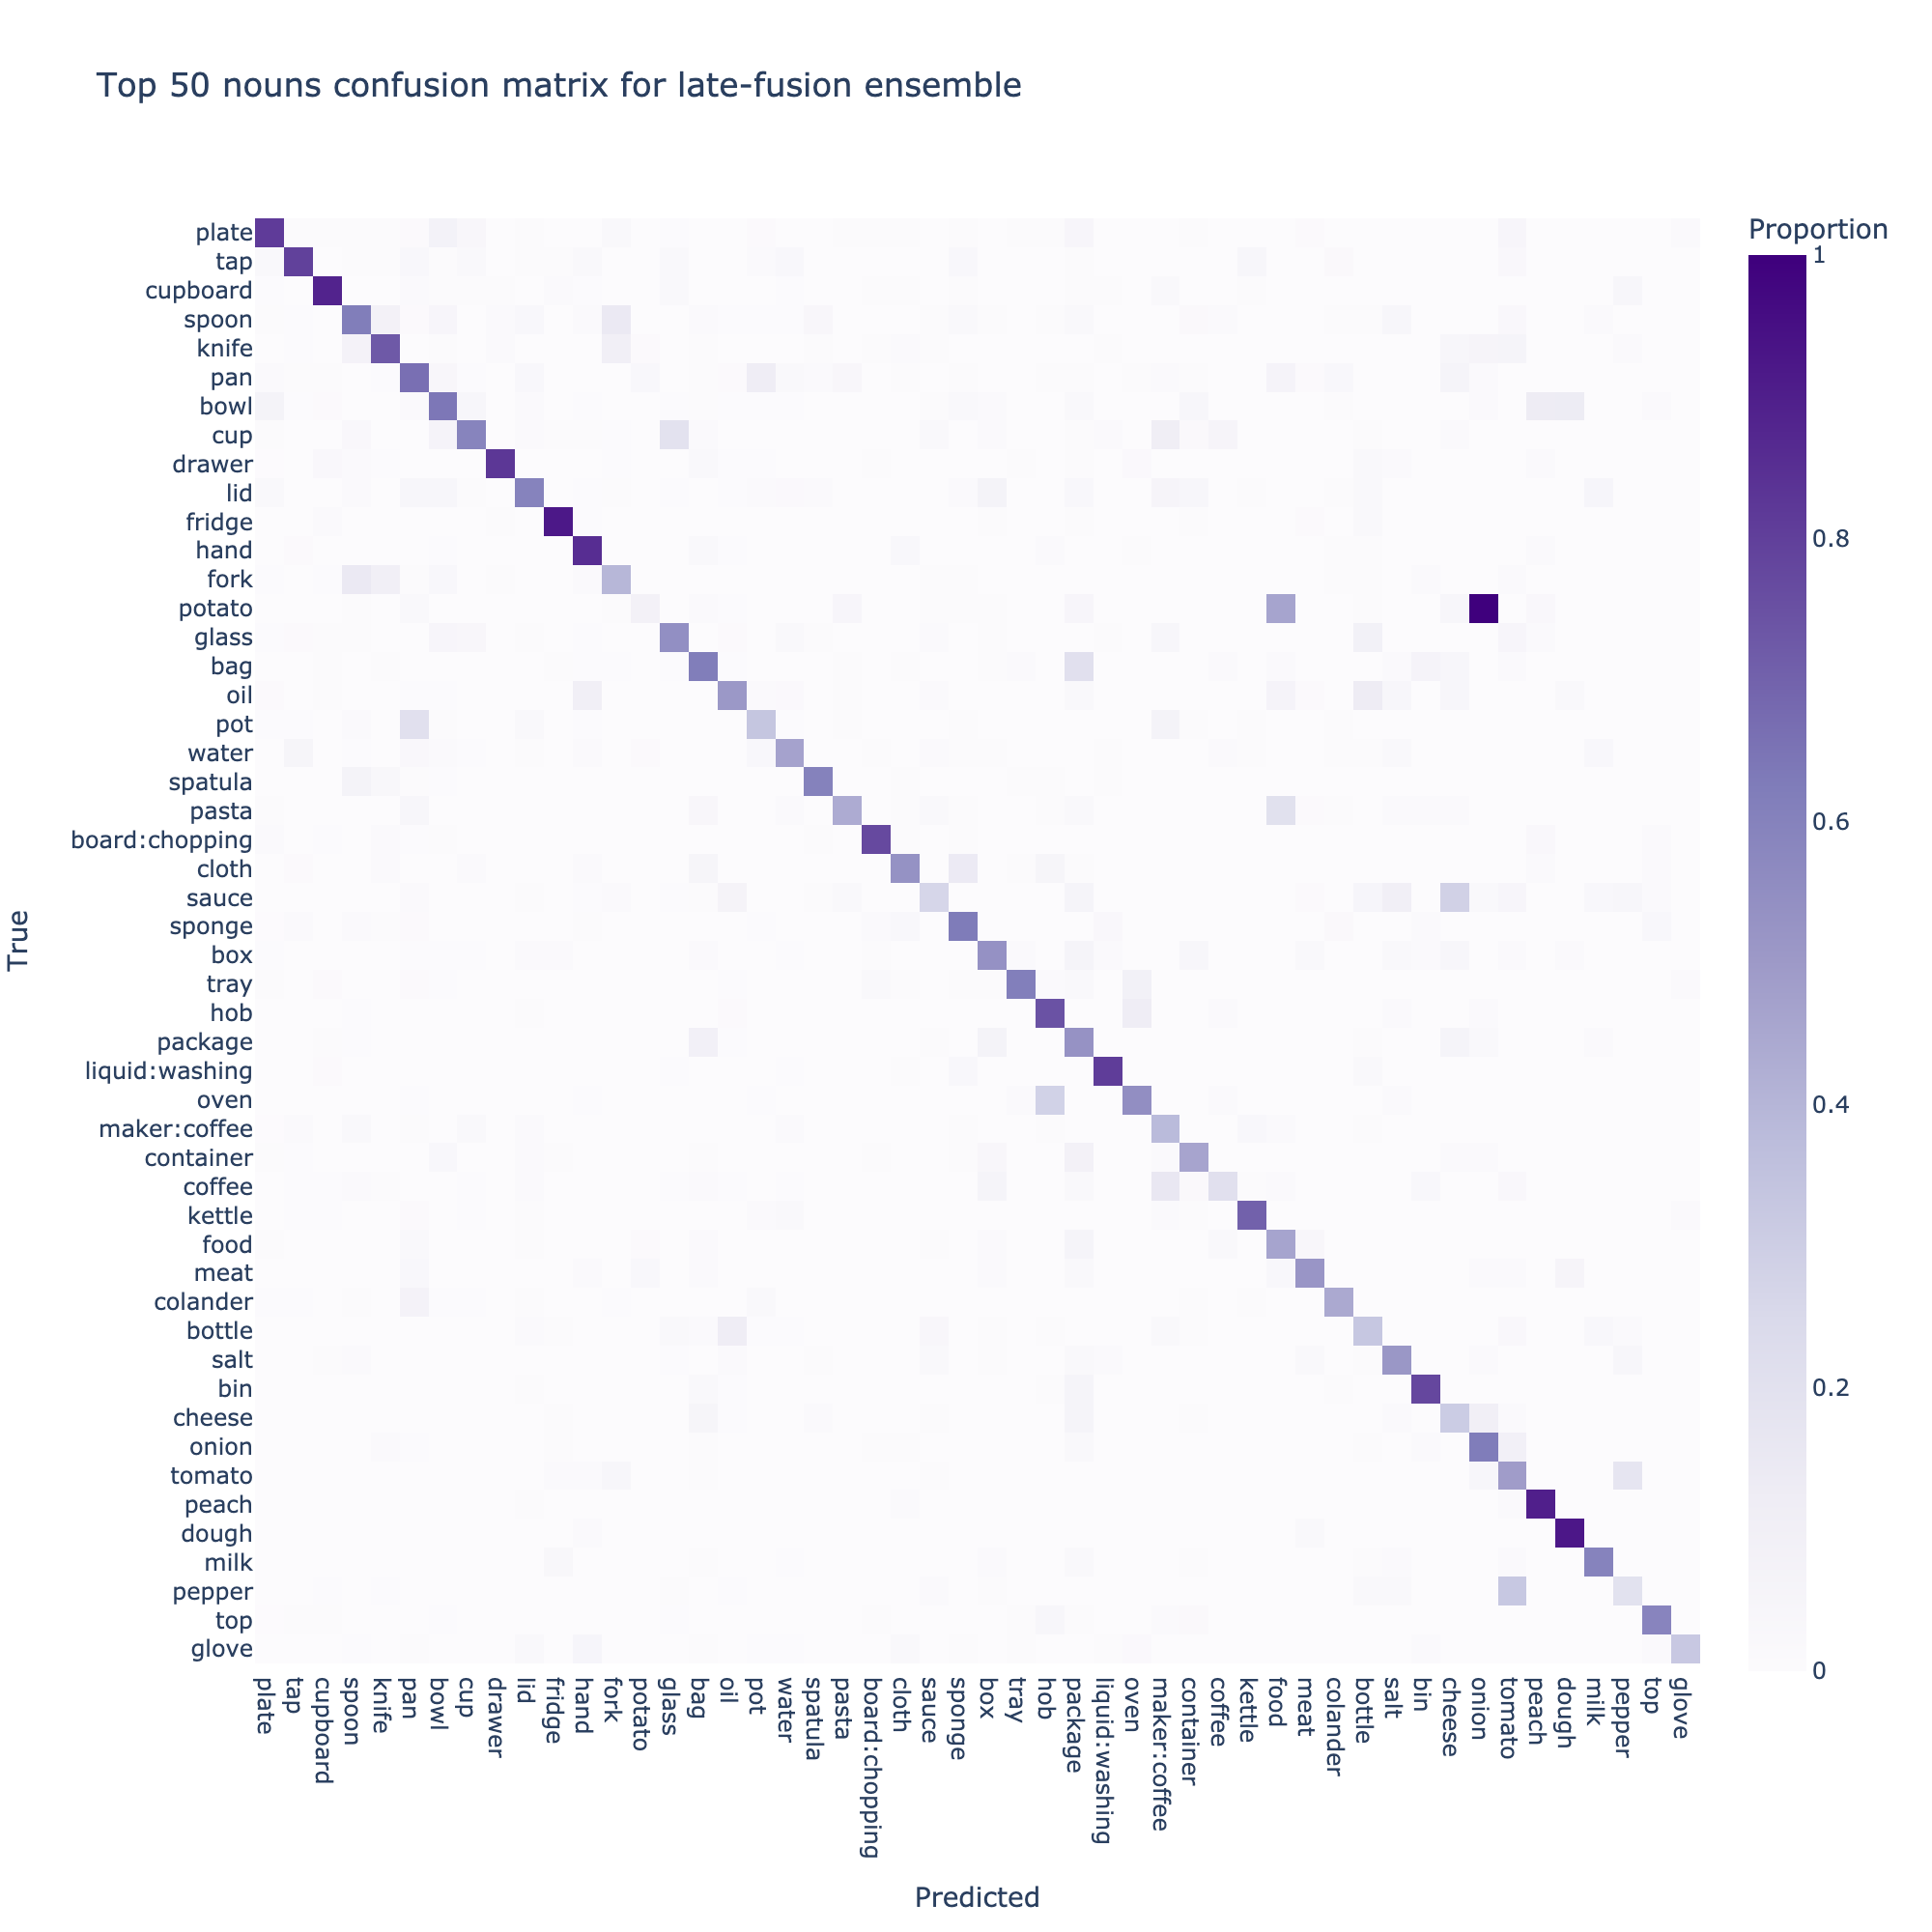 Top 50 nouns confusion matrix for late-fusion ensemble
Proportion
1
0.8
0.6
0.4
0.2
0
True
plate
tap
cupboard
spoon
knife
pan
bowl
cup
drawer
lid
fridge
hand
fork
potato
glass
bag
oil
pot
water
spatula
pasta
board:chopping
cloth
sauce
sponge
box
tray
hob
package
liquid:washing
oven
maker:coffee
container
coffee
kettle
food
meat
colander
bottle
salt
bin
cheese
onion
tomato
peach
dough
milk
pepper
top
glove
plate
tap
cupboard
spoon
knife
pan
bowl
cup
drawer
lid
fridge
hand
fork
potato
glass
bag
oil
pot
water
spatula
pasta
board:chopping
cloth
sauce
sponge
box
tray
hob
package
liquid:washing
oven
maker:coffee
container
coffee
kettle
food
meat
colander
bottle
salt
bin
cheese
onion
tomato
peach
dough
milk
pepper
top
glove
Predicted